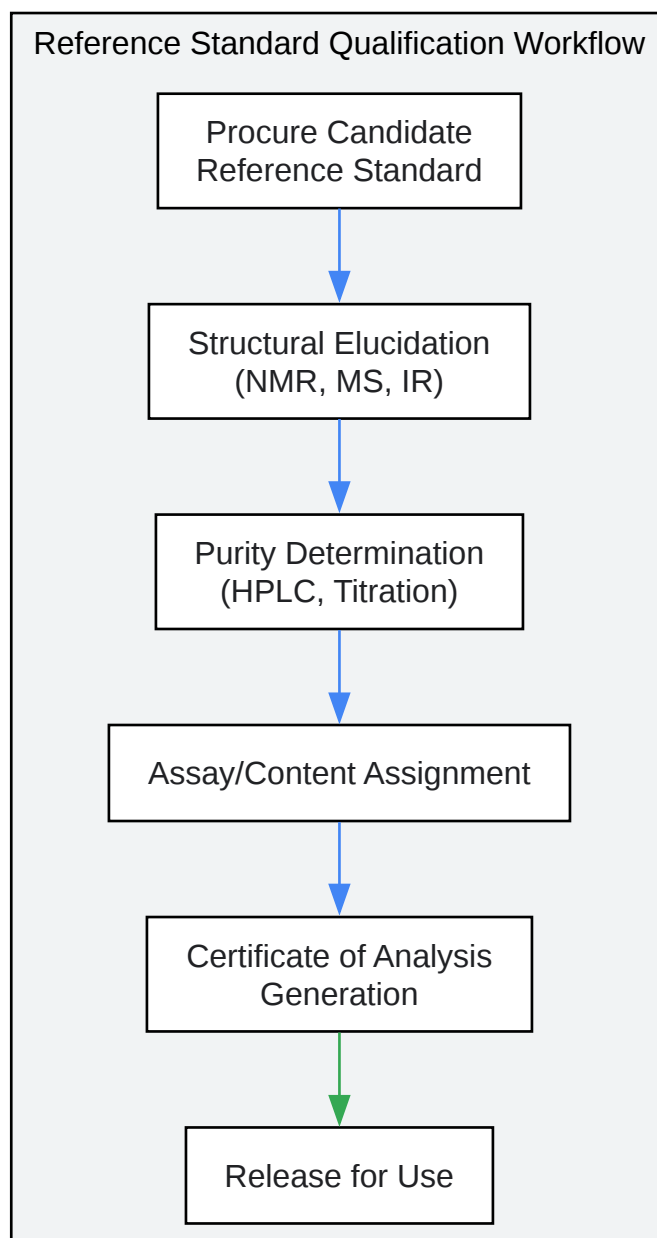 Reference Standard Qualification Workflow
Procure Candidate
Reference Standard
Structural Elucidation
(NMR, MS, IR)
Purity Determination
(HPLC, Titration)
Assay/Content Assignment
Certificate of Analysis
Generation
Release for Use